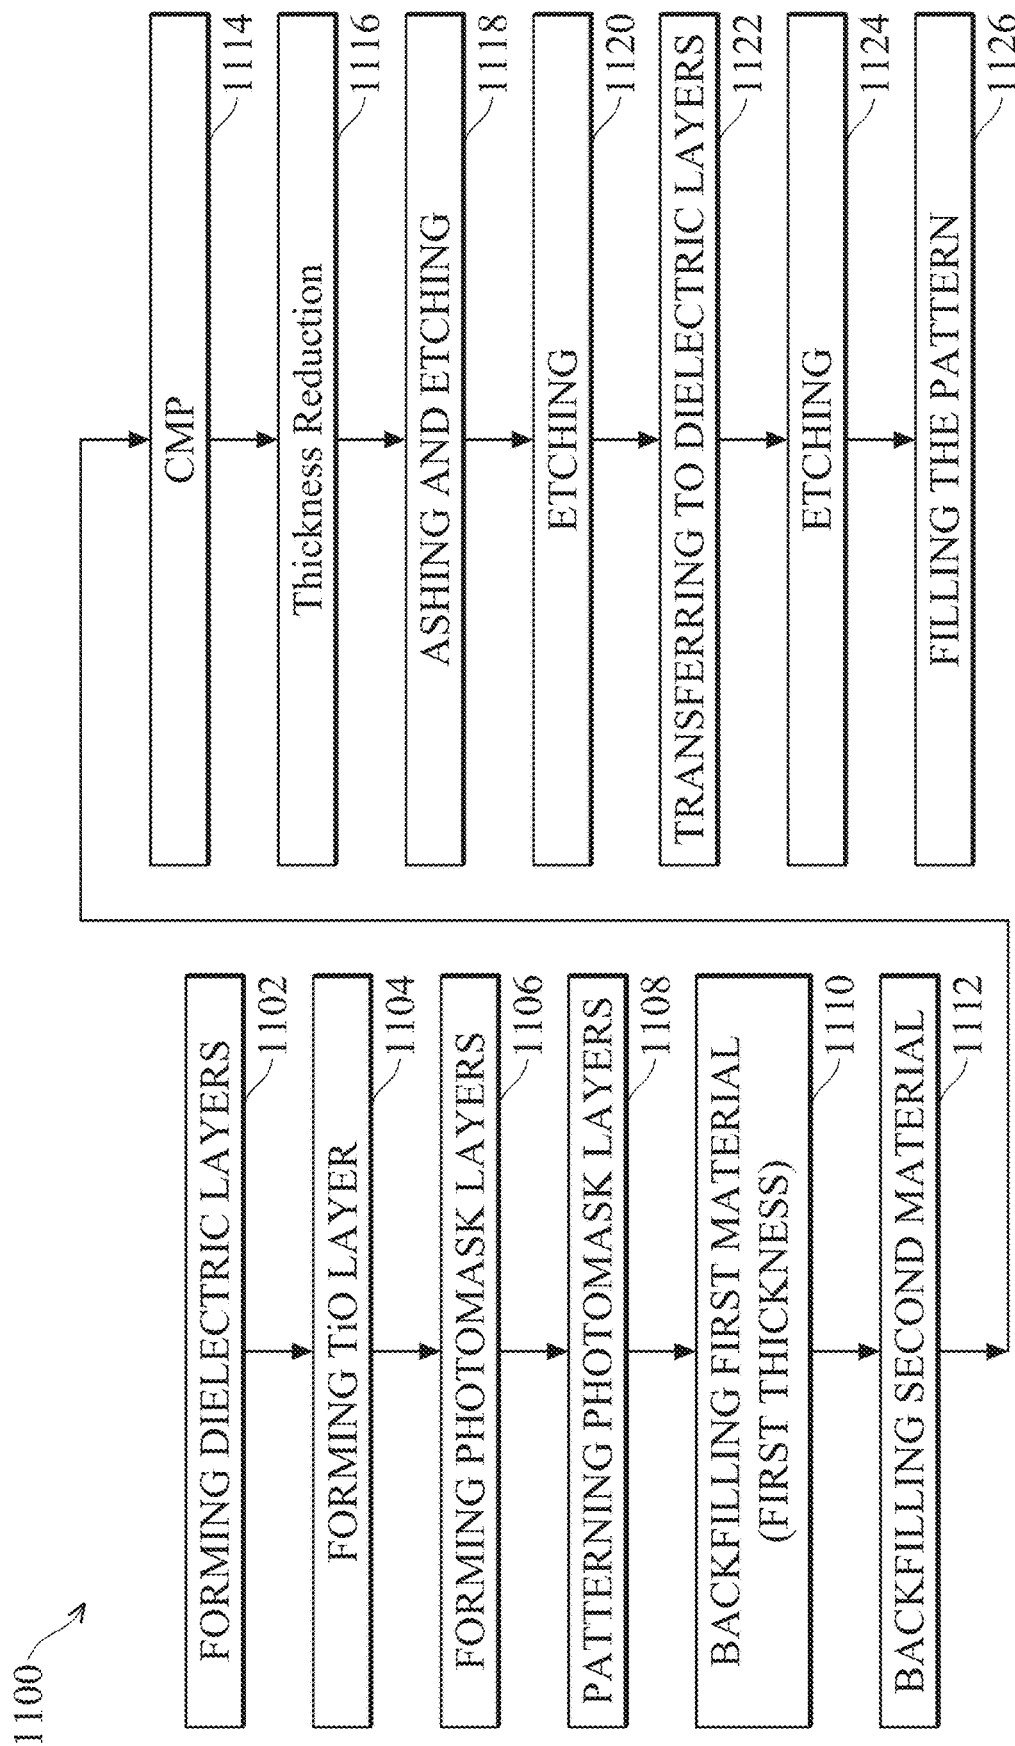 1100
FORMING DIELECTRIC LAYERS
1102
FORMING TiO LAYER
1104
FORMING PHOTOMASK LAYERS
1106
PATTERNING PHOTOMASK LAYERS
1108
BACKFILLING FIRST MATERIAL
(FIRST THICKNESS)
1110
BACKFILLING SECOND MATERIAL
1112
CMP
1114
Thickness Reduction
1116
ASHING AND ETCHING
1118
ETCHING
1120
TRANSFERRING TO DIELECTRIC LAYERS
1122
ETCHING
1124
FILLING THE PATTERN
1126